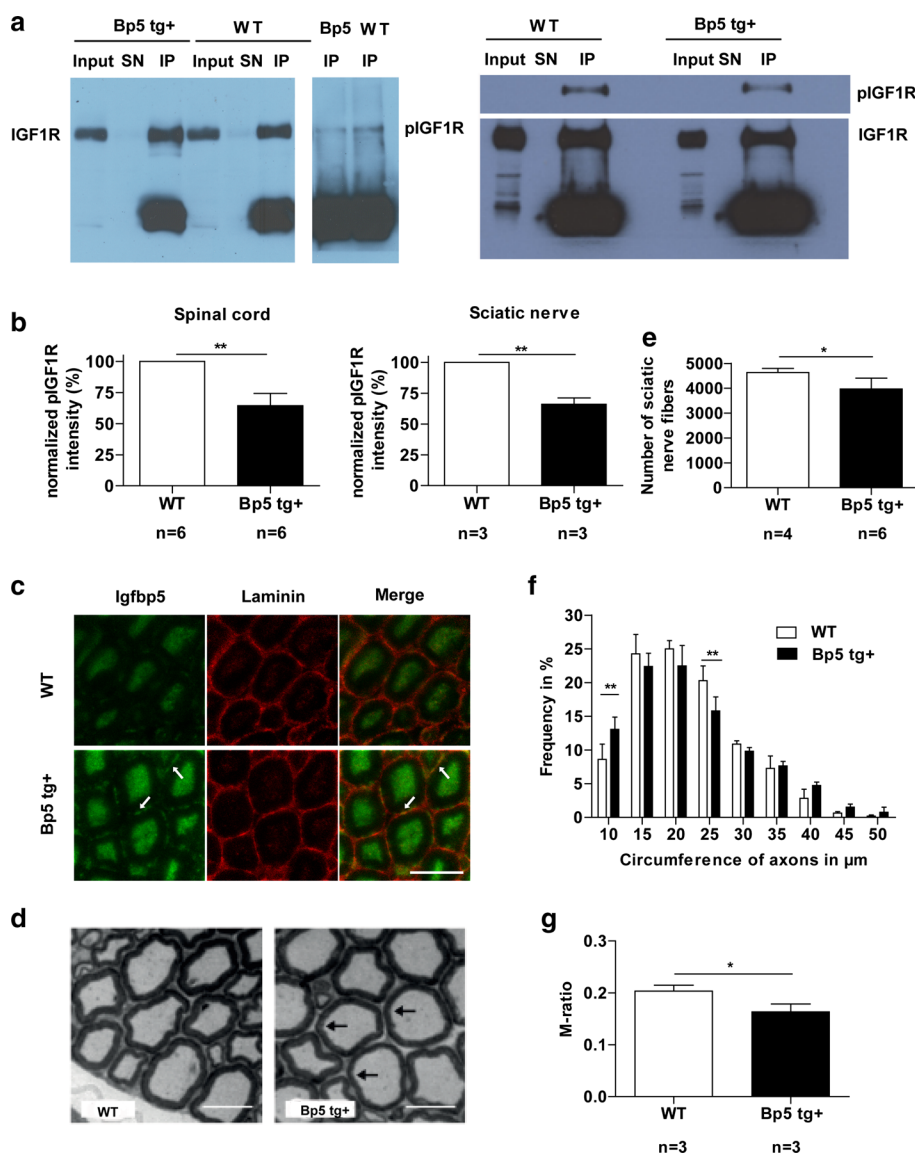 a
Bp5 tg+ WT
Input SN IP Input SN IP
Bp5 WT
IP IP
IGF1R
pIGF1R
WT Bp5 tg+
Input SN IP Input SN IP
pIGF1R
IGF1R
b
Spinal cord
normalized pIGF1R
intensity (%)
100
75
50
25
0
**
WT Bp5 tg+
n=6 n=6
Sciatic nerve
normalized pIGF1R
intensity (%)
100
75
50
25
0
**
WT Bp5 tg+
n=3 n=3
e
Number of sciatic
nerve fibers
5000
4000
3000
2000
1000
0
*
WT Bp5 tg+
n=4 n=6
c
Igfbp5 Laminin Merge
WT
Bp5 tg+
f
Frequency in %
30
25
20
15
10
5
0
WT
Bp5 tg+
**
**
10 15 20 25 30 35 40 45 50
Circumference of axons in µm
d
WT
Bp5 tg+
g
M-ratio
0.3
0.2
0.1
0.0
*
WT Bp5 tg+
n=3 n=3